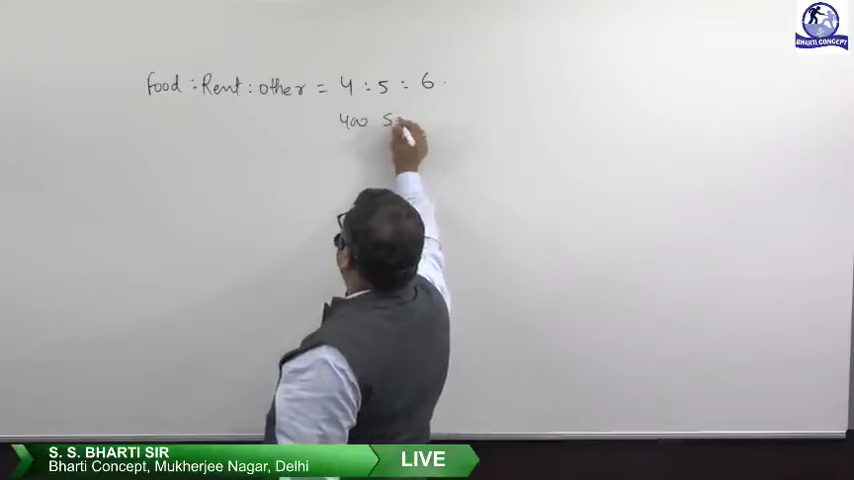 BHARTI CONCEPT
Food : Rent : other = 4 : 5 : 6
400 5
S. S. BHARTI SIR
Bharti Concept, Mukherjee Nagar, Delhi
LIVE